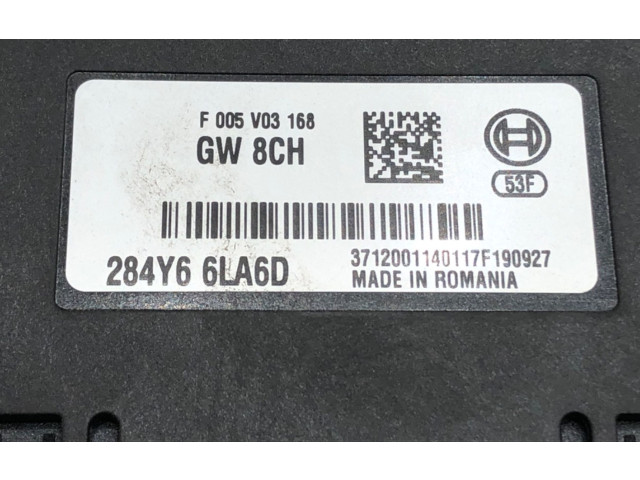 F 005 V03 168
GW 8CH
53F
284Y6 6LA6D
3712001140117F190927
MADE IN ROMANIA